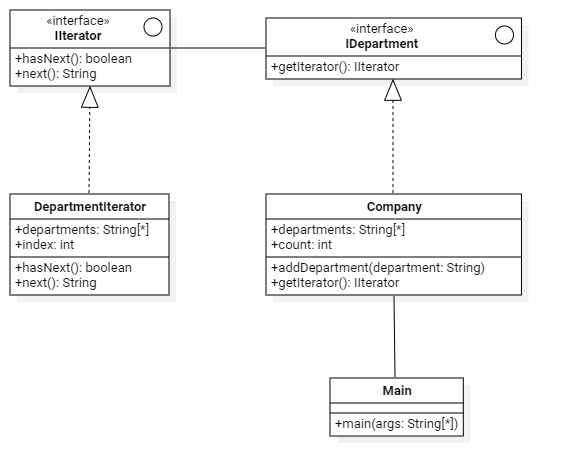 «interface»
IIterator
+hasNext(): boolean
+next(): String
«interface»
IDepartment
+getIterator(): IIterator
DepartmentIterator
+departments: String[*]
+index: int
+hasNext(): boolean
+next(): String
Company
+departments: String[*]
+count: int
+addDepartment(department: String)
+getIterator(): IIterator
Main
+main(args: String[*])